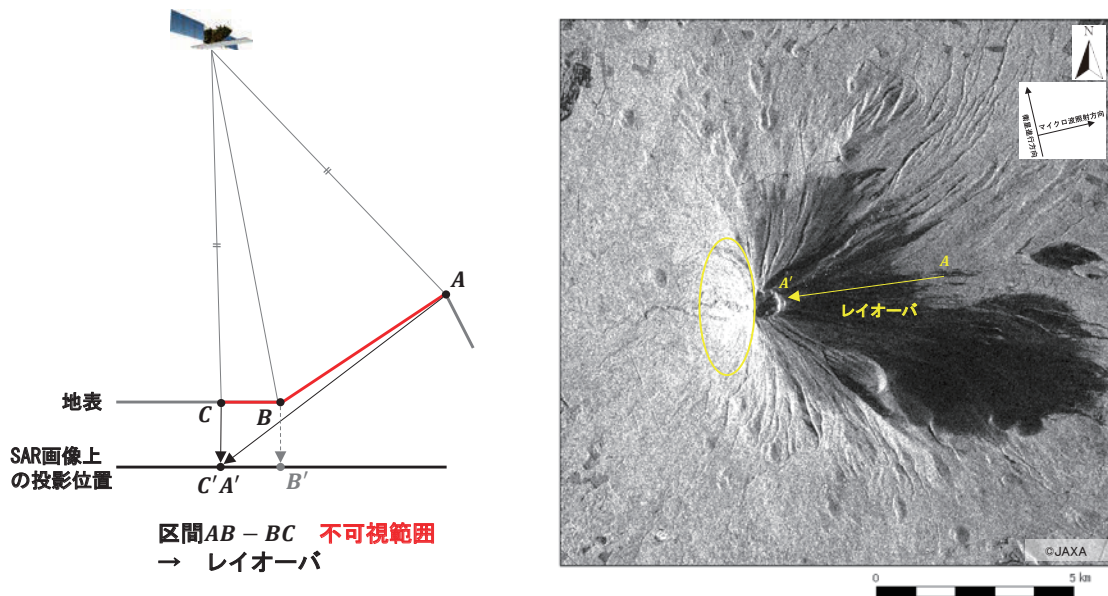 A
地表
C
B
SAR画像上
の投影位置
C′A′
B′
区間AB − BC 不可視範囲
→ レイオーバ
N
衛星進行方向
マイクロ波照射方向
A
A′
レイオーバ
©JAXA
0
5 km